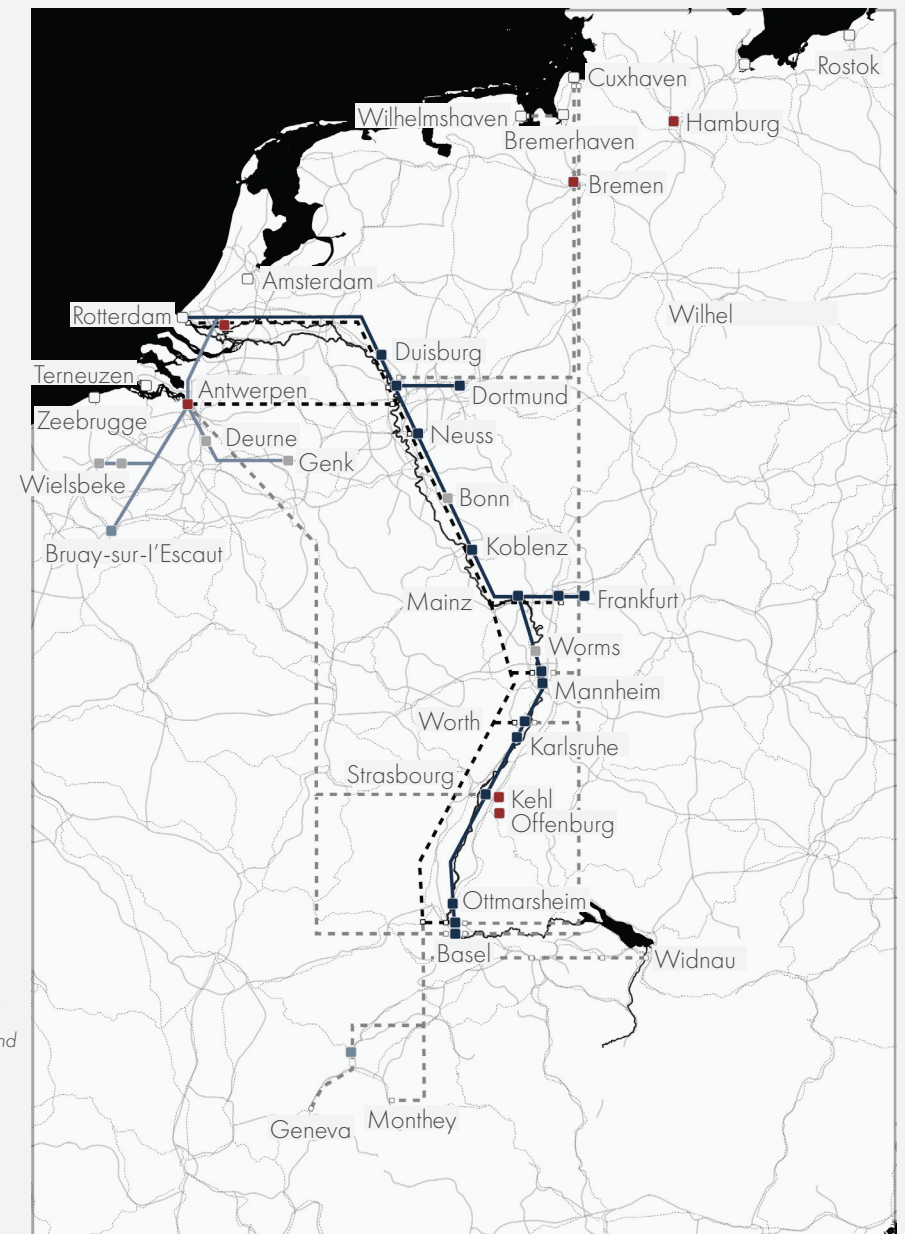 Cuxhaven
Rostok
Wilhelmshaven
Hamburg
Bremerhaven
Bremen
Amsterdam
Rotterdam
Wilhel
Duisburg
Terneuzen
Antwerpen
Dortmund
Zeebrugge
Deurne
Neuss
Genk
Wielsbeke
Bonn
Bruay-sur-l'Escaut
Koblenz
Mainz
Frankfurt
Worms
Mannheim
Worth
Karlsruhe
Strasbourg
Kehl
Offenburg
Ottmarsheim
Basel
Widnau
nd
Monthey
Geneva